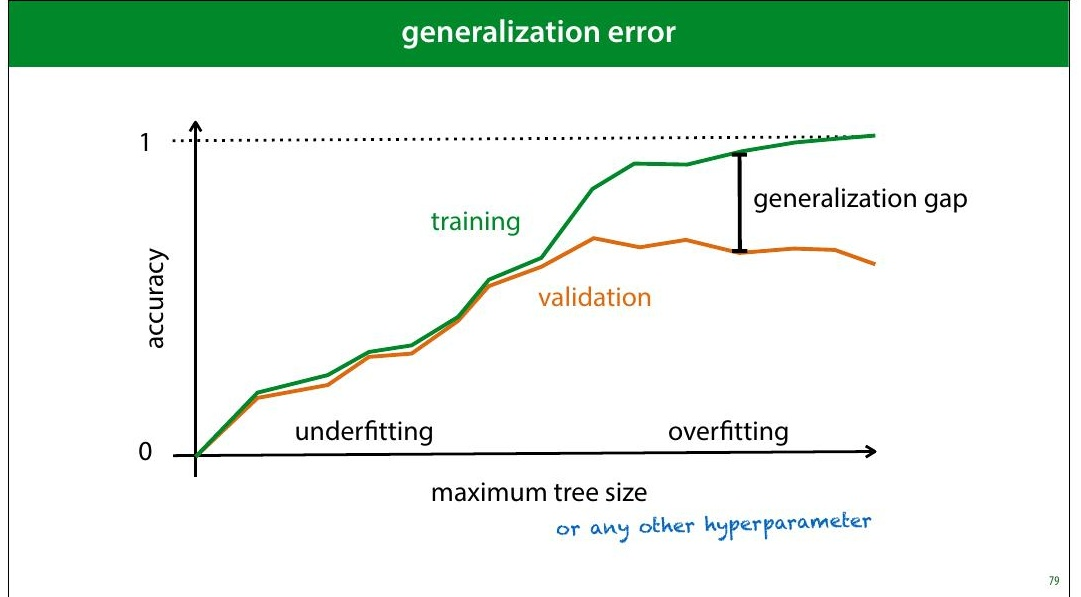 generalization error
1
training
generalization gap
accuracy
validation
underfitting
overfitting
0
maximum tree size
or any other hyperparameter
79